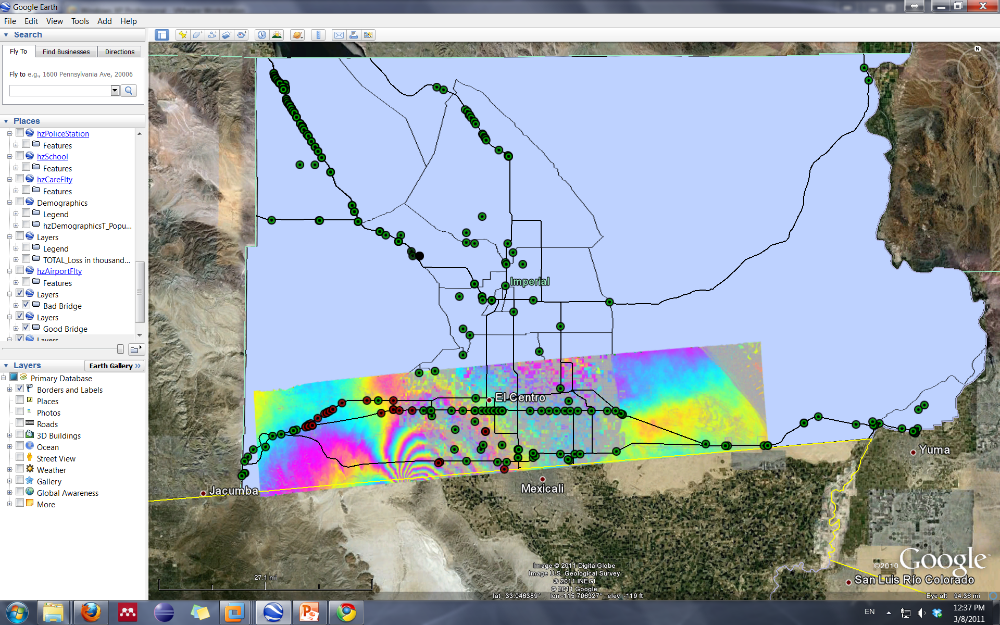 Google Earth
File Edit View Tools Add Help
Search
Fly To Find Businesses Directions
Fly to e.g., 1600 Pennsylvania Ave, 20006
Places
hzPoliceStation
Features
hzSchool
Features
hzCareFlty
Features
Demographics
Legend
hzDemographicsT_Popu...
Layers
Legend
TOTAL_Loss in thousand...
hzAirportFlty
Features
Layers
Bad Bridge
Layers
Good Bridge
Layers
Layers
Earth Gallery >>
Primary Database
Borders and Labels
Places
Photos
Roads
3D Buildings
Ocean
Street View
Weather
Gallery
Global Awareness
More
N
Imperial
El Centro
Yuma
Jacumba
Mexicali
San Luis Río Colorado
27.1 mi
Image © 2011 DigitalGlobe
Image U.S. Geological Survey
© 2011 INEGI
© 2011 Google
©2010 Google
lat 33.046389° lon -115.706327° elev -119 ft
Eye alt 94.36 mi
EN
12:37 PM
3/8/2011